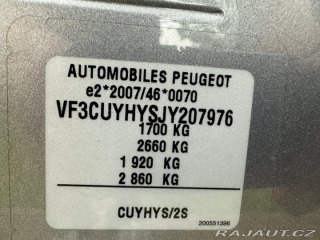 AUTOMOBILES PEUGEOT
e2*2007/46*0070
VF3CUYHYSJY207976
1700 KG
2660 KG
1 920 KG
2 860 KG
CUYHYS/2S
200551396
RAJAUT.CZ